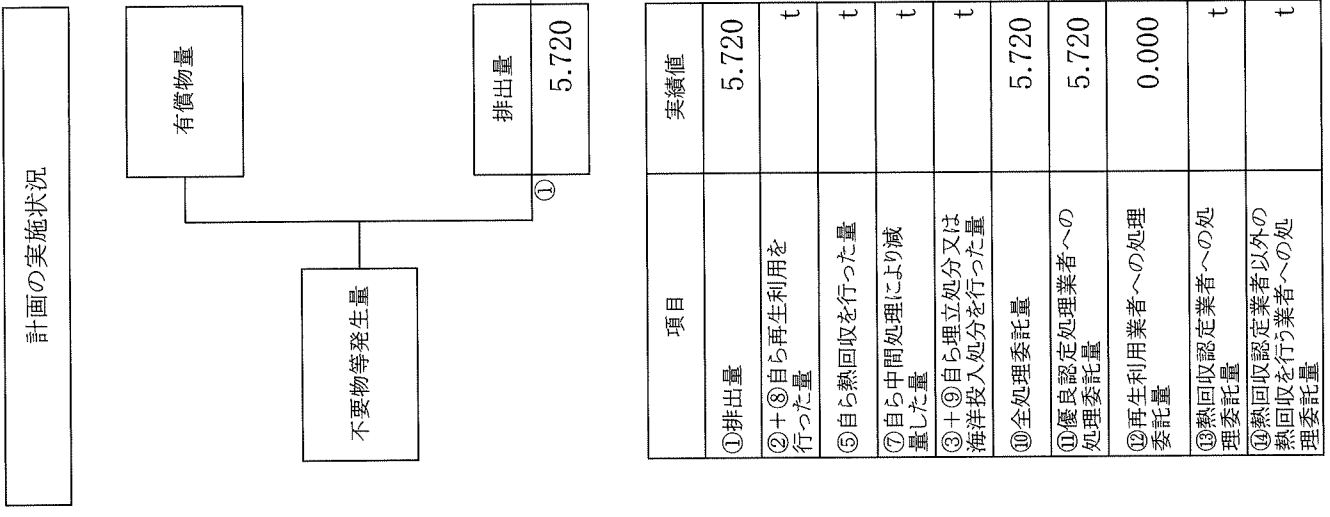 計画の実施状況
有償物量
不要物等発生量
排出量
①
5.720
項目 実績値
①排出量 5.720
②+⑧自ら再生利用を
行った量 t
⑤自ら熱回収を行った量 t
⑦自ら中間処理により減
量した量 t
③+⑨自ら埋立処分又は
海洋投入処分を行った量 t
⑩全処理委託量 5.720
⑪優良認定処理業者への
処理委託量 5.720
⑫再生利用業者への処理
委託量 0.000
⑬熱回収認定業者への処
理委託量 t
⑭熱回収認定業者以外の
熱回収を行う業者への処
理委託量 t